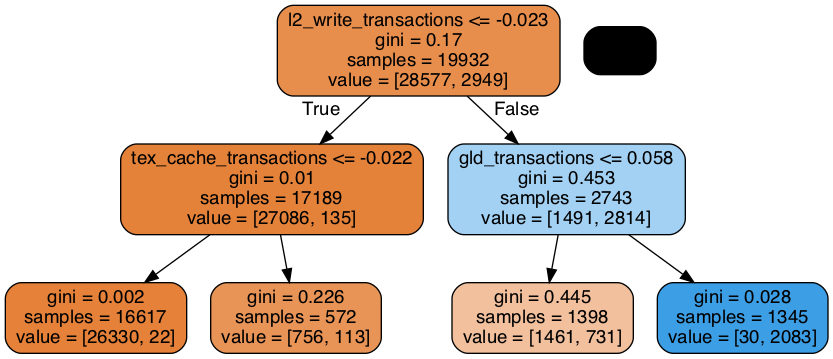 l2_write_transactions <= -0.023
gini = 0.17
samples = 19932
value = [28577, 2949]
True
False
tex_cache_transactions <= -0.022
gini = 0.01
samples = 17189
value = [27086, 135]
gld_transactions <= 0.058
gini = 0.453
samples = 2743
value = [1491, 2814]
gini = 0.002
samples = 16617
value = [26330, 22]
gini = 0.226
samples = 572
value = [756, 113]
gini = 0.445
samples = 1398
value = [1461, 731]
gini = 0.028
samples = 1345
value = [30, 2083]